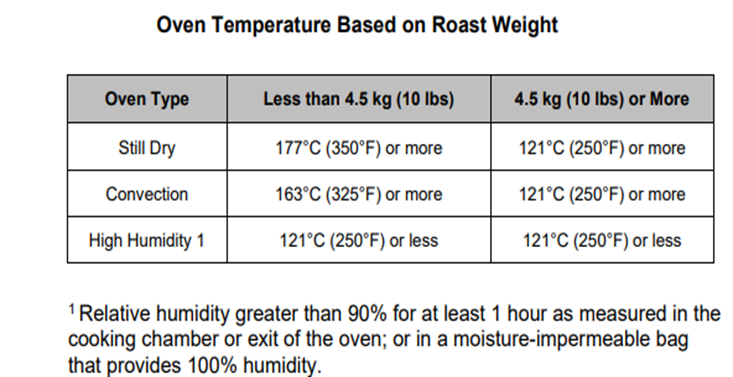 Oven Temperature Based on Roast Weight
Oven Type Less than 4.5 kg (10 lbs) 4.5 kg (10 lbs) or More
Still Dry 177°C (350°F) or more 121°C (250°F) or more
Convection 163°C (325°F) or more 121°C (250°F) or more
High Humidity 1 121°C (250°F) or less 121°C (250°F) or less
1 Relative humidity greater than 90% for at least 1 hour as measured in the
cooking chamber or exit of the oven; or in a moisture-impermeable bag
that provides 100% humidity.